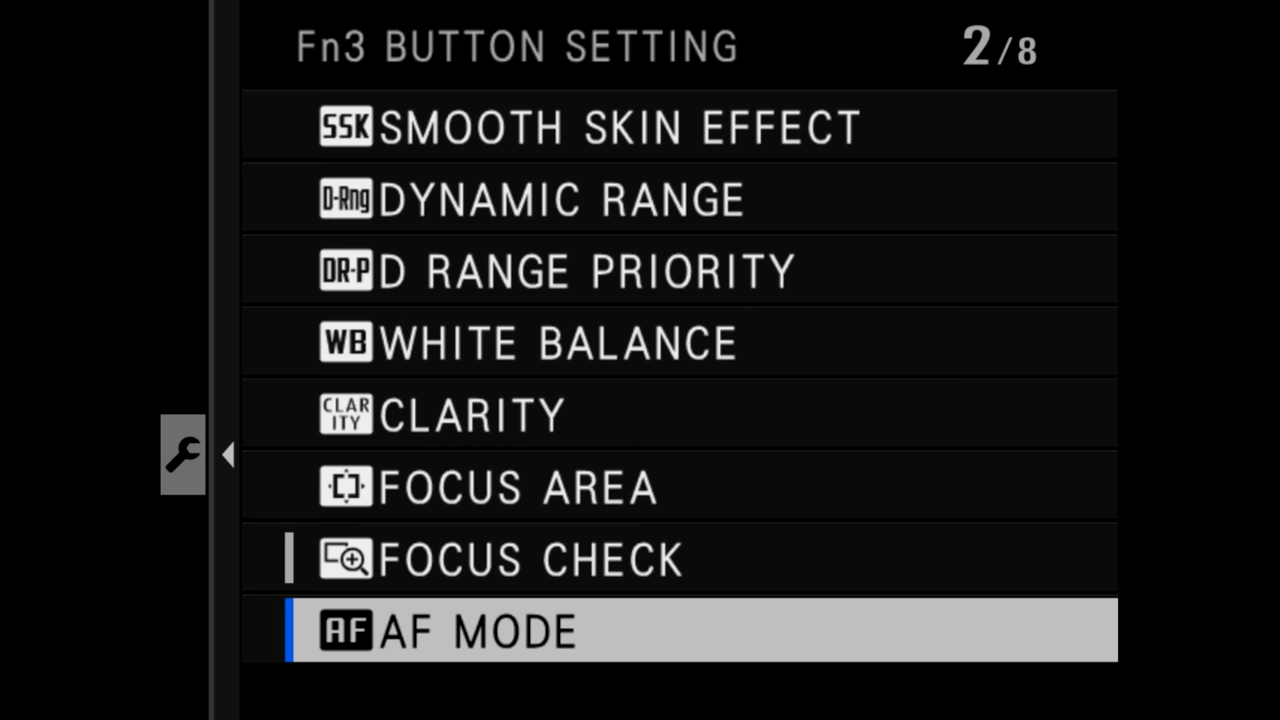 Fn3 BUTTON SETTING 2/8
SSK SMOOTH SKIN EFFECT
D-Rng DYNAMIC RANGE
DR-P D RANGE PRIORITY
WB WHITE BALANCE
CLAR
ITY CLARITY
FOCUS AREA
FOCUS CHECK
AF AF MODE